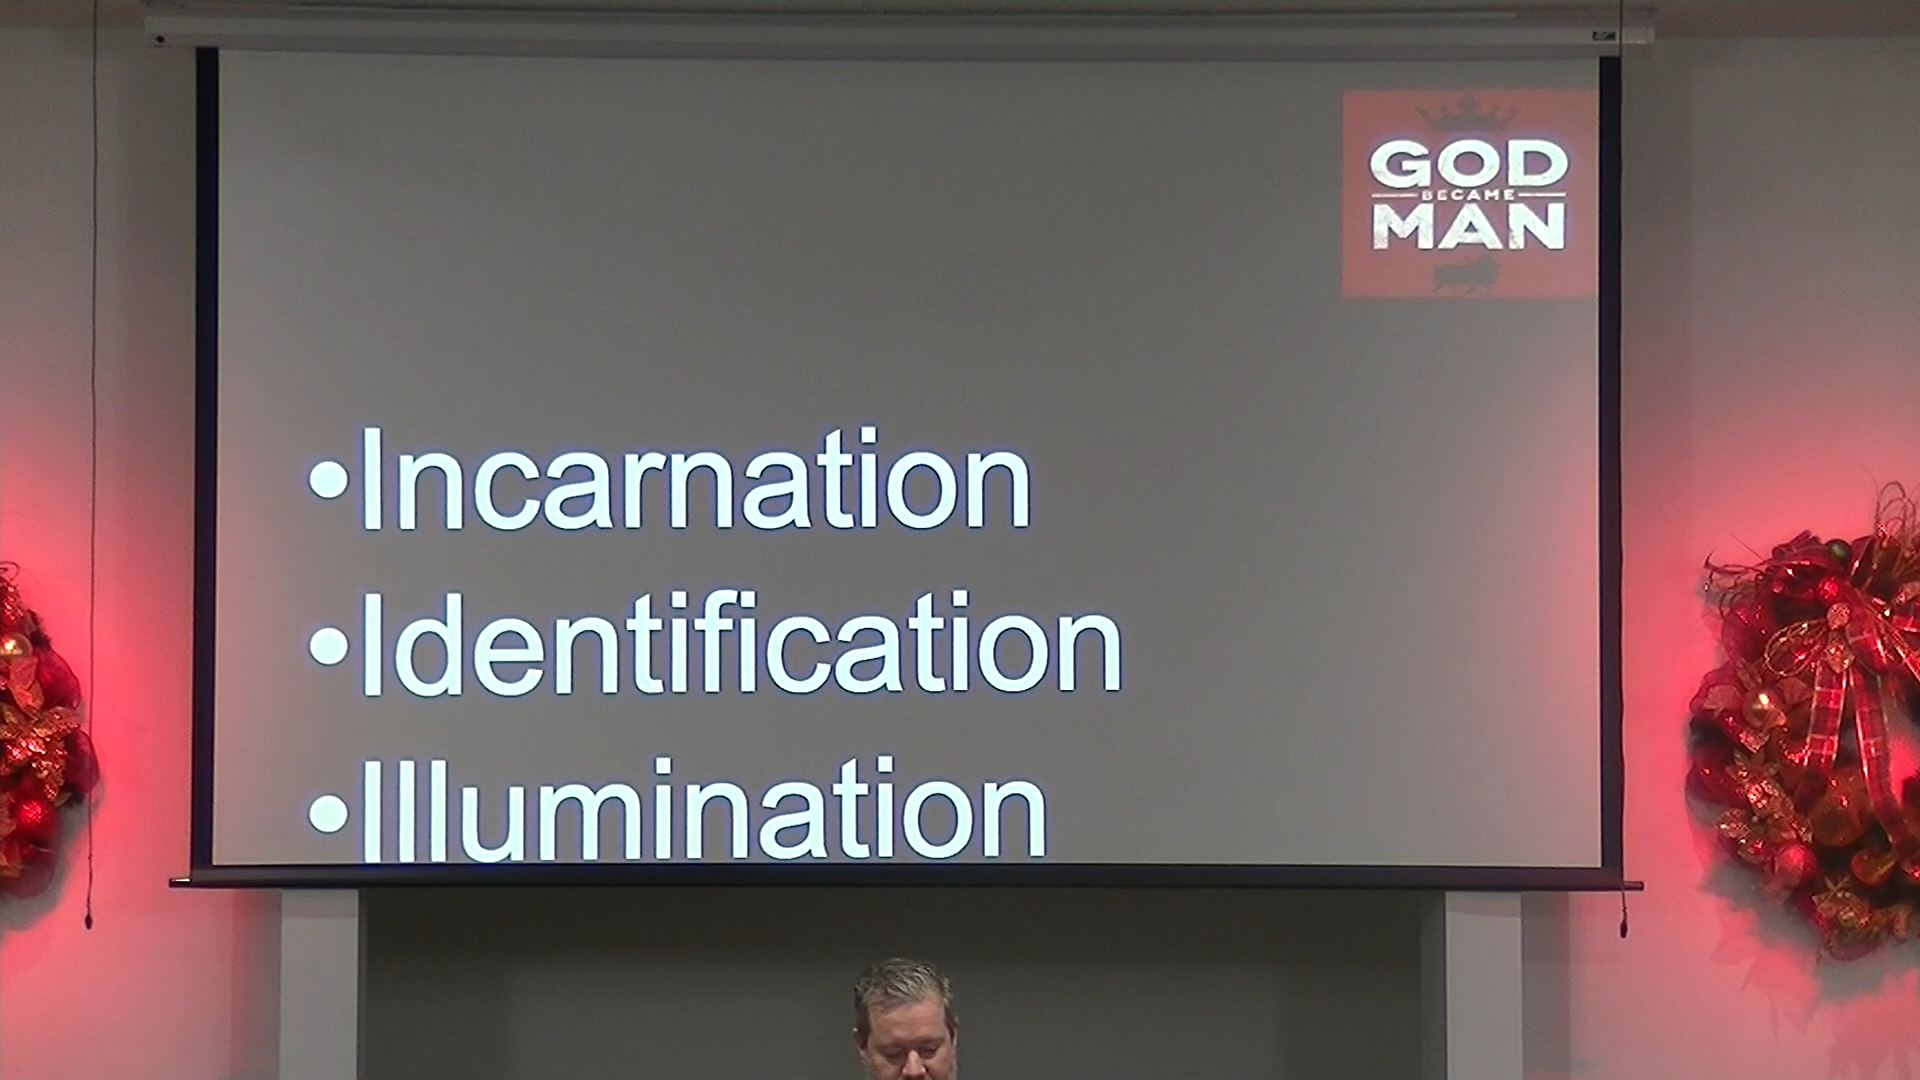 GOD
BECAME
MAN
•Incarnation
•Identification
•Illumination